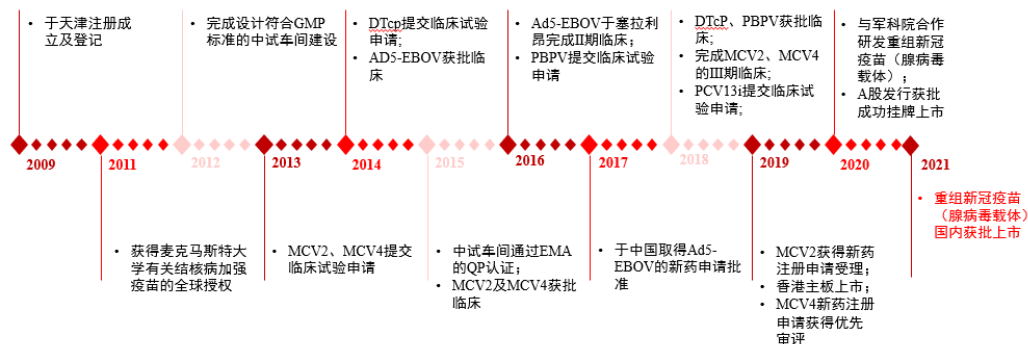 • 于天津注册成
立及登记
• 完成设计符合GMP
标准的中试车间建设
• DTcp提交临床试验
申请;
• AD5-EBOV获批临
床
• Ad5-EBOV于塞拉利
昂完成II期临床；
• PBPV提交临床试验
申请
• DTcP、PBPV获批临
床；
• 完成MCV2、MCV4
的III期临床；
• PCV13i提交临床试
验申请;
• 与军科院合作
研发重组新冠
疫苗（腺病毒
载体）；
• A股发行获批
成功挂牌上市
2009
2011
2012
2013
2014
2015
2016
2017
2018
2019
2020
2021
• 获得麦克马斯特大
学有关结核病加强
疫苗的全球授权
• MCV2、MCV4提交
临床试验申请
• 中试车间通过EMA
的QP认证；
• MCV2及MCV4获批
临床
• 于中国取得Ad5-
EBOV的新药申请批
准
• MCV2获得新药
注册申请受理；
• 香港主板上市；
• MCV4新药注册
申请获得优先
审评
• 重组新冠疫苗
（腺病毒载体）
国内获批上市